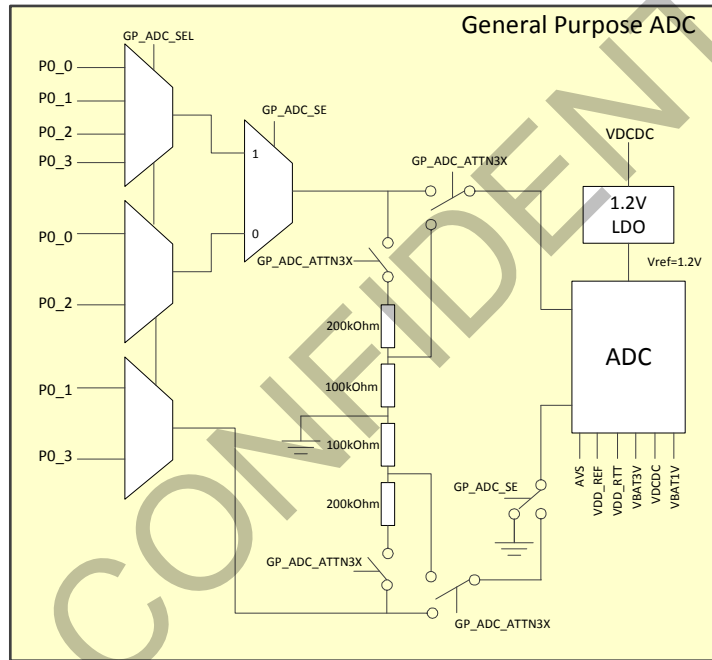 General Purpose ADC
GP_ADC_SEL
P0_0
P0_1
P0_2
P0_3
GP_ADC_SE
1
0
P0_0
P0_2
P0_1
P0_3
GP_ADC_ATTN3X
GP_ADC_ATTN3X
200kOhm
100kOhm
100kOhm
200kOhm
GP_ADC_ATTN3X
GP_ADC_ATTN3X
GP_ADC_SE
VDCDC
1.2V
LDO
Vref=1.2V
ADC
AVS
VDD_REF
VDD_RTT
VBAT3V
VDCDC
VBAT1V
CONFIDENT